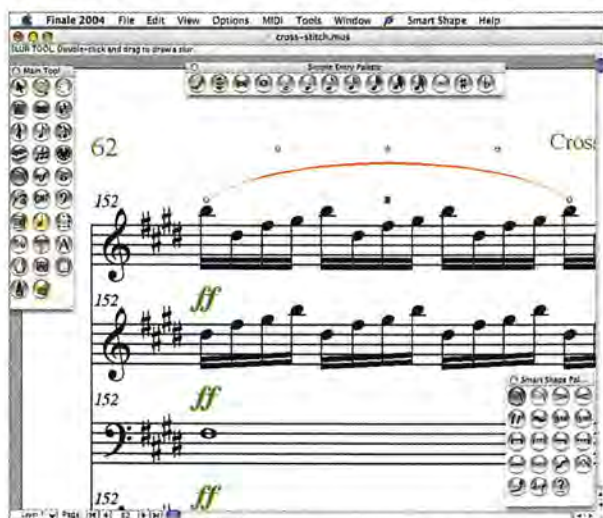 Finale 2004 File Edit View Options MIDI Tools Window Smart Shape Help
cross-stitch.mus
SLUR TOOL: Double-click and drag to draw a slur.
Main Tool
Simple Entry Palette
62
Cross
152
ff
152
ff
152
Smart Shape Pal...
ff
152
Layer 1 Page: 62